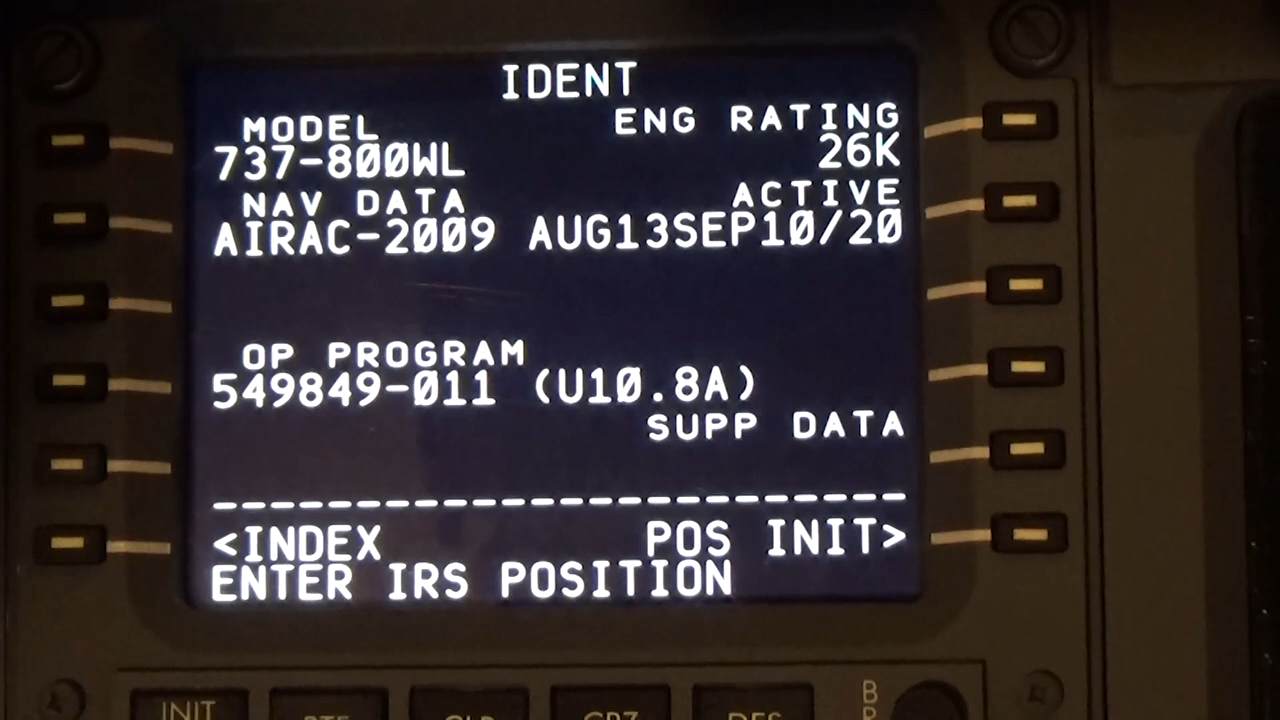 IDENT
MODEL ENG RATING
737-800WL 26K
NAV DATA ACTIVE
AIRAC-2009 AUG13SEP10/20
OP PROGRAM
549849-011 (U10.8A)
SUPP DATA
------------------------
<INDEX POS INIT>
ENTER IRS POSITION
INIT